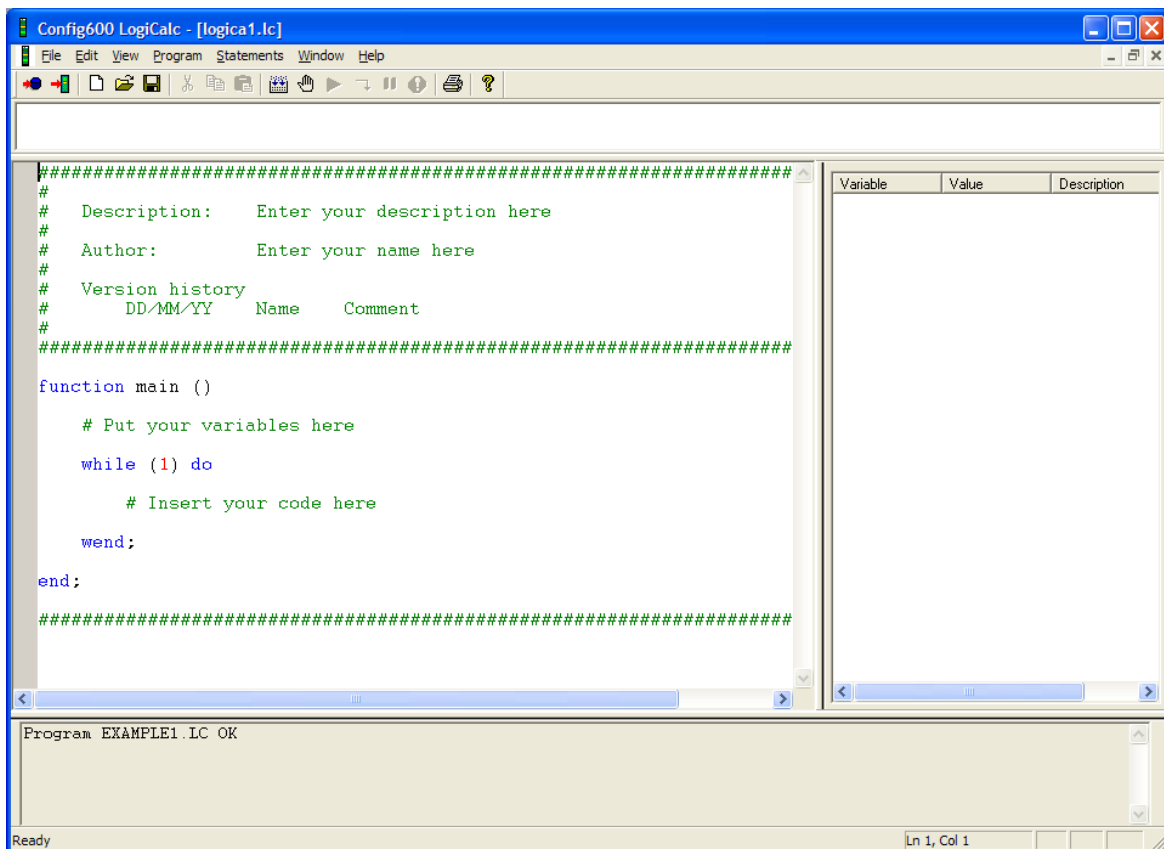 Config600 LogiCalc - [logica1.lc]
File Edit View Program Statements Window Help
####################################################################
#
#   Description:    Enter your description here
#
#   Author:         Enter your name here
#
#   Version history
#       DD/MM/YY    Name    Comment
#
####################################################################
function main ()
# Put your variables here
while (1) do
# Insert your code here
wend;
end;
####################################################################
Variable Value Description
Program EXAMPLE1.LC OK
Ready Ln 1, Col 1